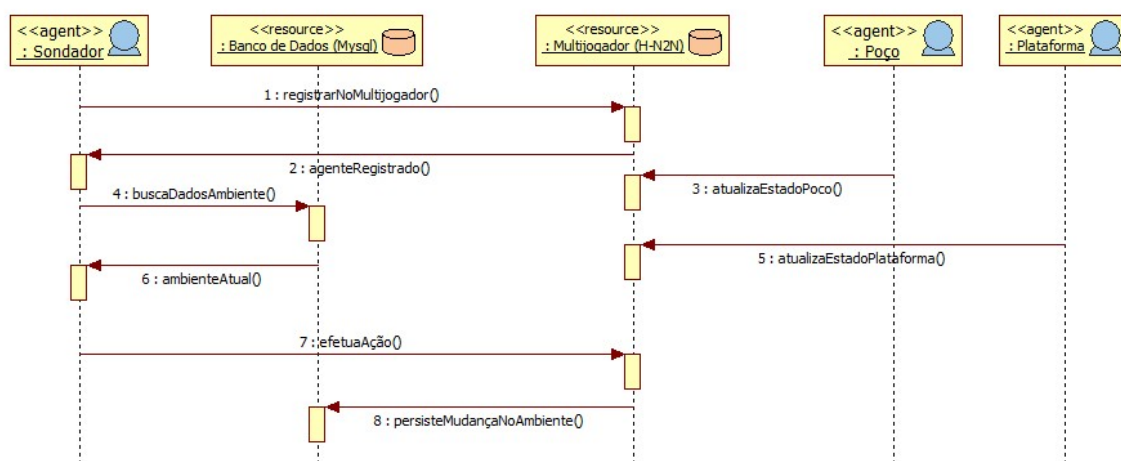 <<agent>>
: Sondador
<<resource>>
: Banco de Dados (Mysql)
<<resource>>
: Multijogador (H-N2N)
<<agent>>
: Poço
<<agent>>
: Plataforma
1 : registrarNoMultijogador()
2 : agenteRegistrado()
3 : atualizaEstadoPoco()
4 : buscaDadosAmbiente()
5 : atualizaEstadoPlataforma()
6 : ambienteAtual()
7 : efetuaAção()
8 : persisteMudançaNoAmbiente()